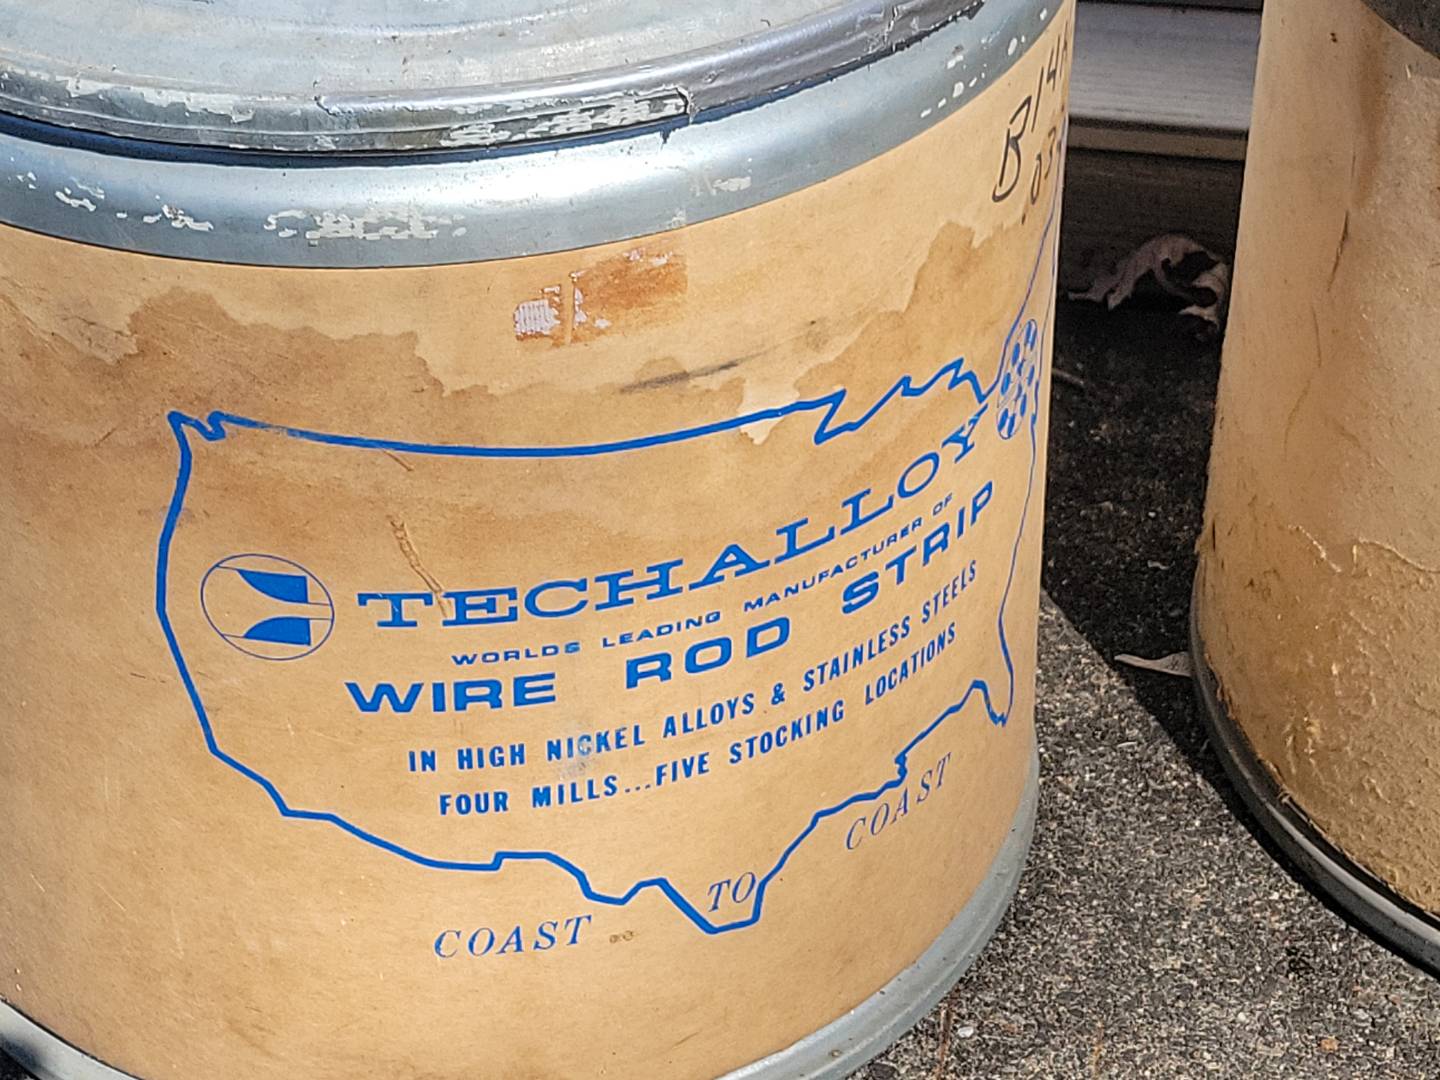 TECHALLOY
WORLDS LEADING MANUFACTURER OF
WIRE ROD STRIP
IN HIGH NICKEL ALLOYS & STAINLESS STEELS
FOUR MILLS...FIVE STOCKING LOCATIONS
COAST TO COAST